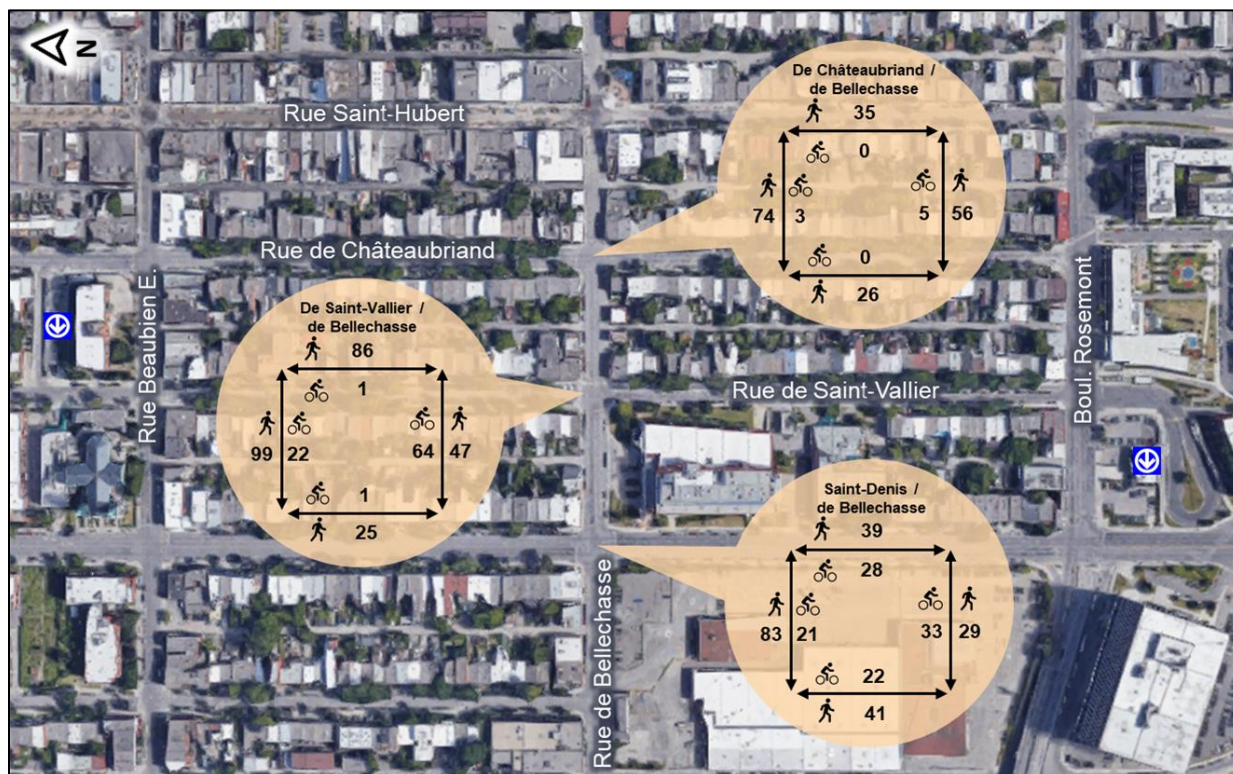 N
De Châteaubriand /
de Bellechasse
35
0
74 3
5 56
0
26
Rue Saint-Hubert
Rue de Châteaubriand
Rue Beaubien E.
De Saint-Vallier /
de Bellechasse
86
1
99 22
64 47
1
25
Rue de Saint-Vallier
Boul. Rosemont
Saint-Denis /
de Bellechasse
39
28
83 21
33 29
22
41
Rue de Bellechasse